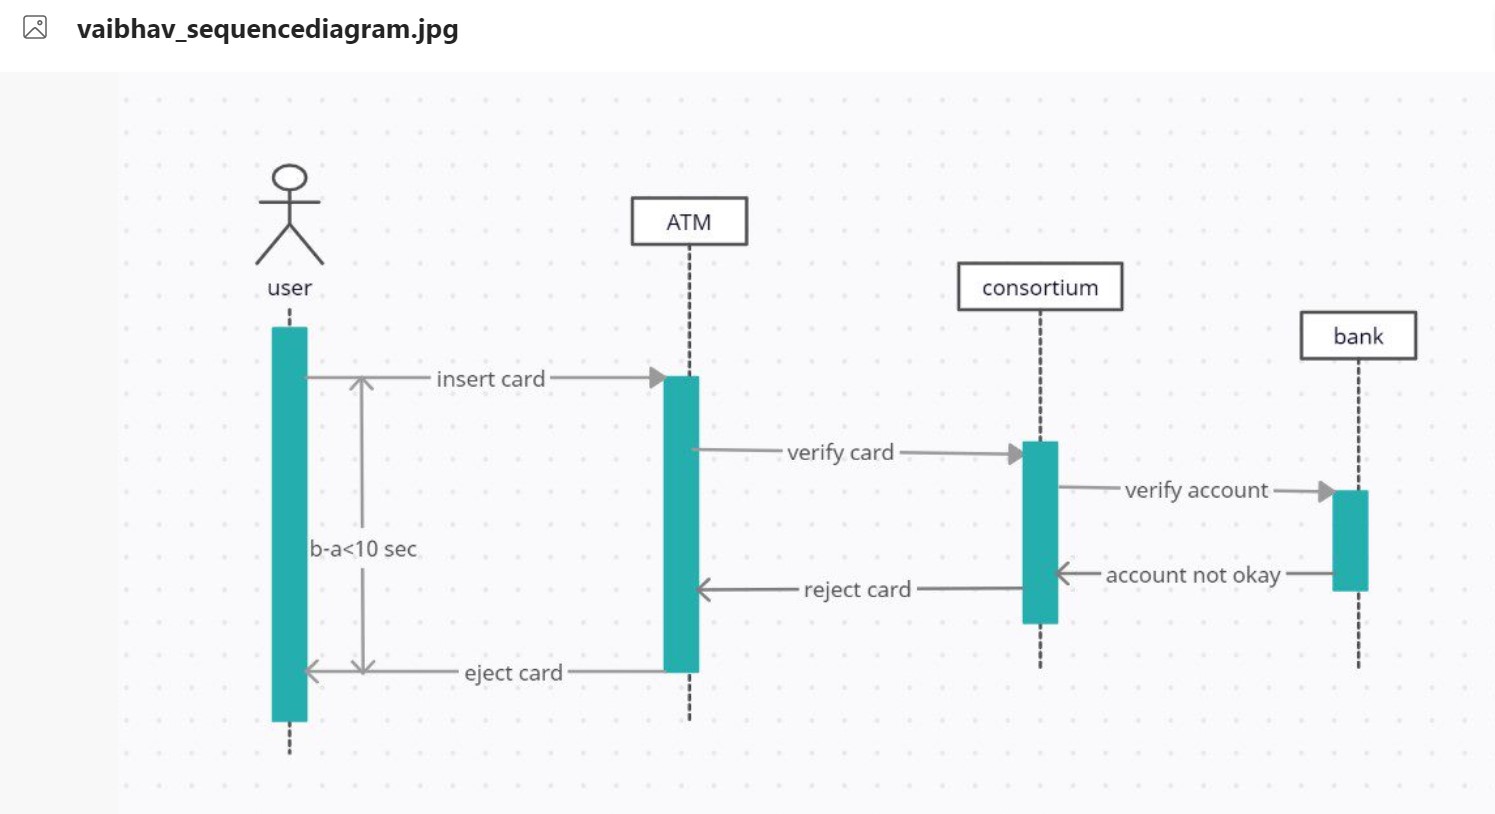 vaibhav_sequencediagram.jpg
ATM
user
consortium
bank
insert card
verify card
verify account
b-a<10 sec
account not okay
reject card
eject card